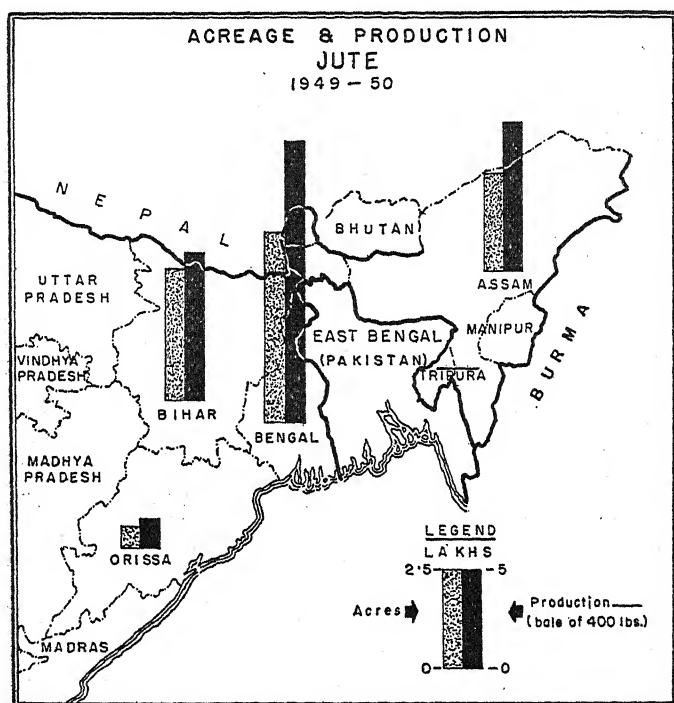 ACREAGE & PRODUCTION
JUTE
1949-50
NEPAL
BHUTAN
UTTAR
PRADESH
ASSAM
MANIPUR
BURMA
EAST BENGAL
(PAKISTAN)
TRIPURA
VINDHYA
PRADESH
BIHAR
BENGAL
MADHYA
PRADESH
ORISSA
MADRAS
LEGEND
LAKHS
2·5 5
Acres Production
(bale of 400 lbs.)
0 0